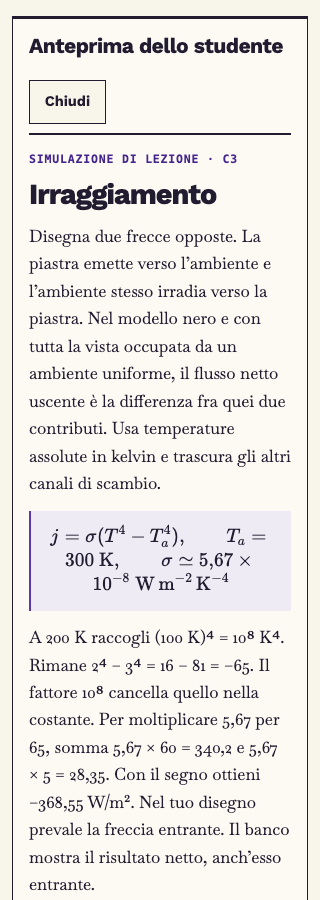 Anteprima dello studente
Chiudi
SIMULAZIONE DI LEZIONE · C3
Irraggiamento
Disegna due frecce opposte. La
piastra emette verso l’ambiente e
l’ambiente stesso irradia verso la
piastra. Nel modello nero e con
tutta la vista occupata da un
ambiente uniforme, il flusso netto
uscente è la differenza fra quei due
contributi. Usa temperature
assolute in kelvin e trascura gli altri
canali di scambio.
j = σ(T⁴ − Tₐ⁴), Tₐ =
300 K, σ ≃ 5,67 ×
10⁻⁸ W m⁻² K⁻⁴
A 200 K raccogli (100 K)⁴ = 10⁸ K⁴.
Rimane 2⁴ − 3⁴ = 16 − 81 = −65. Il
fattore 10⁸ cancella quello nella
costante. Per moltiplicare 5,67 per
65, somma 5,67 × 60 = 340,2 e 5,67
× 5 = 28,35. Con il segno ottieni
−368,55 W/m². Nel tuo disegno
prevale la freccia entrante. Il banco
mostra il risultato netto, anch’esso
entrante.